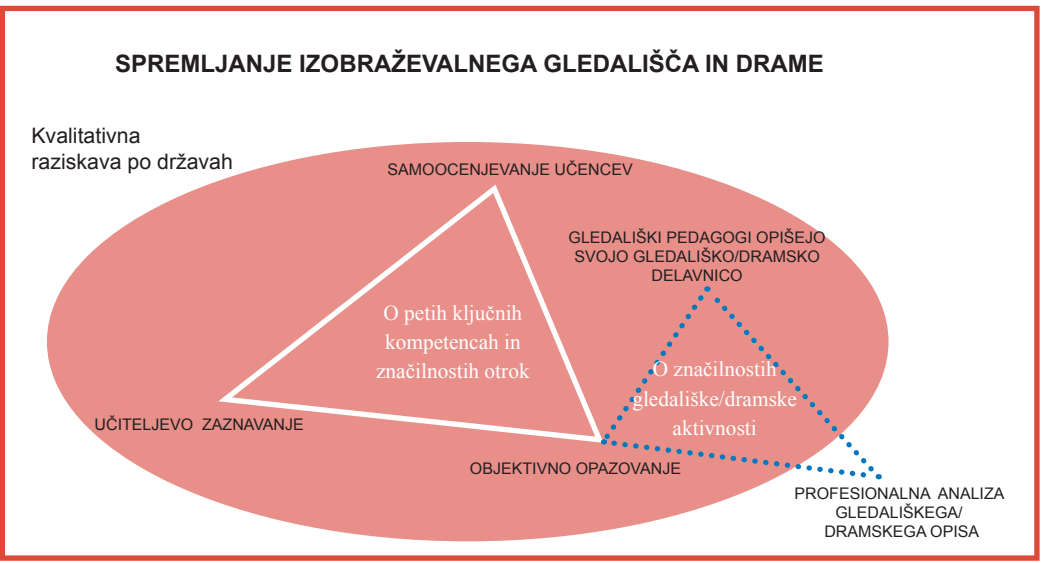 SPREMLJANJE IZOBRAŽEVALNEGA GLEDALIŠČA IN DRAME
Kvalitativna
raziskava po državah
SAMOOCENJEVANJE UČENCEV
GLEDALIŠKI PEDAGOGI OPIŠEJO
SVOJO GLEDALIŠKO/DRAMSKO
DELAVNICO
O petih ključnih
kompetencah in
značilnostih otrok
O značilnostih
gledališke/dramske
aktivnosti
UČITELJEVO ZAZNAVANJE
OBJEKTIVNO OPAZOVANJE
PROFESIONALNA ANALIZA
GLEDALIŠKEGA/
DRAMSKEGA OPISA